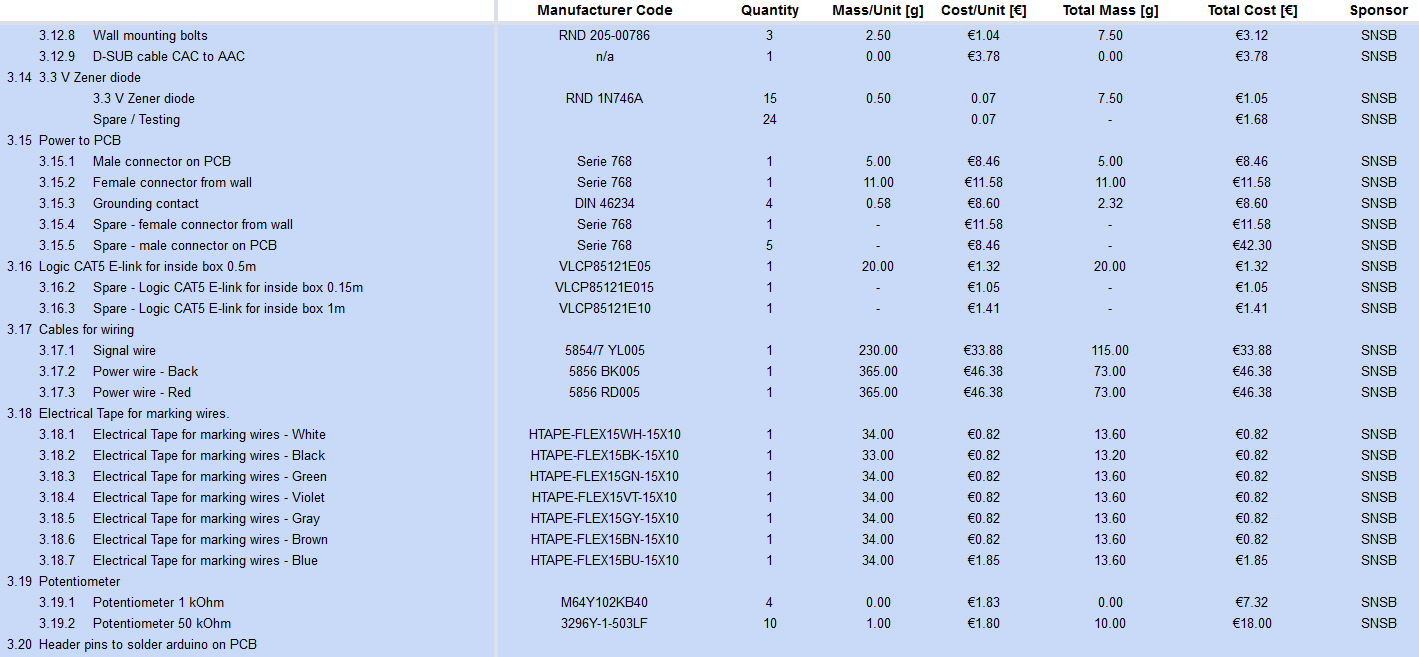 Manufacturer Code Quantity Mass/Unit [g] Cost/Unit [€] Total Mass [g] Total Cost [€] Sponsor
3.12.8 Wall mounting bolts RND 205-00786 3 2.50 €1.04 7.50 €3.12 SNSB
3.12.9 D-SUB cable CAC to AAC n/a 1 0.00 €3.78 0.00 €3.78 SNSB
3.14 3.3 V Zener diode
3.3 V Zener diode RND 1N746A 15 0.50 0.07 7.50 €1.05 SNSB
Spare / Testing 24 0.07 - €1.68 SNSB
3.15 Power to PCB
3.15.1 Male connector on PCB Serie 768 1 5.00 €8.46 5.00 €8.46 SNSB
3.15.2 Female connector from wall Serie 768 1 11.00 €11.58 11.00 €11.58 SNSB
3.15.3 Grounding contact DIN 46234 4 0.58 €8.60 2.32 €8.60 SNSB
3.15.4 Spare - female connector from wall Serie 768 1 - €11.58 - €11.58 SNSB
3.15.5 Spare - male connector on PCB Serie 768 5 - €8.46 - €42.30 SNSB
3.16 Logic CAT5 E-link for inside box 0.5m VLCP85121E05 1 20.00 €1.32 20.00 €1.32 SNSB
3.16.2 Spare - Logic CAT5 E-link for inside box 0.15m VLCP85121E015 1 - €1.05 - €1.05 SNSB
3.16.3 Spare - Logic CAT5 E-link for inside box 1m VLCP85121E10 1 - €1.41 - €1.41 SNSB
3.17 Cables for wiring
3.17.1 Signal wire 5854/7 YL005 1 230.00 €33.88 115.00 €33.88 SNSB
3.17.2 Power wire - Back 5856 BK005 1 365.00 €46.38 73.00 €46.38 SNSB
3.17.3 Power wire - Red 5856 RD005 1 365.00 €46.38 73.00 €46.38 SNSB
3.18 Electrical Tape for marking wires.
3.18.1 Electrical Tape for marking wires - White HTAPE-FLEX15WH-15X10 1 34.00 €0.82 13.60 €0.82 SNSB
3.18.2 Electrical Tape for marking wires - Black HTAPE-FLEX15BK-15X10 1 33.00 €0.82 13.20 €0.82 SNSB
3.18.3 Electrical Tape for marking wires - Green HTAPE-FLEX15GN-15X10 1 34.00 €0.82 13.60 €0.82 SNSB
3.18.4 Electrical Tape for marking wires - Violet HTAPE-FLEX15VT-15X10 1 34.00 €0.82 13.60 €0.82 SNSB
3.18.5 Electrical Tape for marking wires - Gray HTAPE-FLEX15GY-15X10 1 34.00 €0.82 13.60 €0.82 SNSB
3.18.6 Electrical Tape for marking wires - Brown HTAPE-FLEX15BN-15X10 1 34.00 €0.82 13.60 €0.82 SNSB
3.18.7 Electrical Tape for marking wires - Blue HTAPE-FLEX15BU-15X10 1 34.00 €1.85 13.60 €1.85 SNSB
3.19 Potentiometer
3.19.1 Potentiometer 1 kOhm M64Y102KB40 4 0.00 €1.83 0.00 €7.32 SNSB
3.19.2 Potentiometer 50 kOhm 3296Y-1-503LF 10 1.00 €1.80 10.00 €18.00 SNSB
3.20 Header pins to solder arduino on PCB